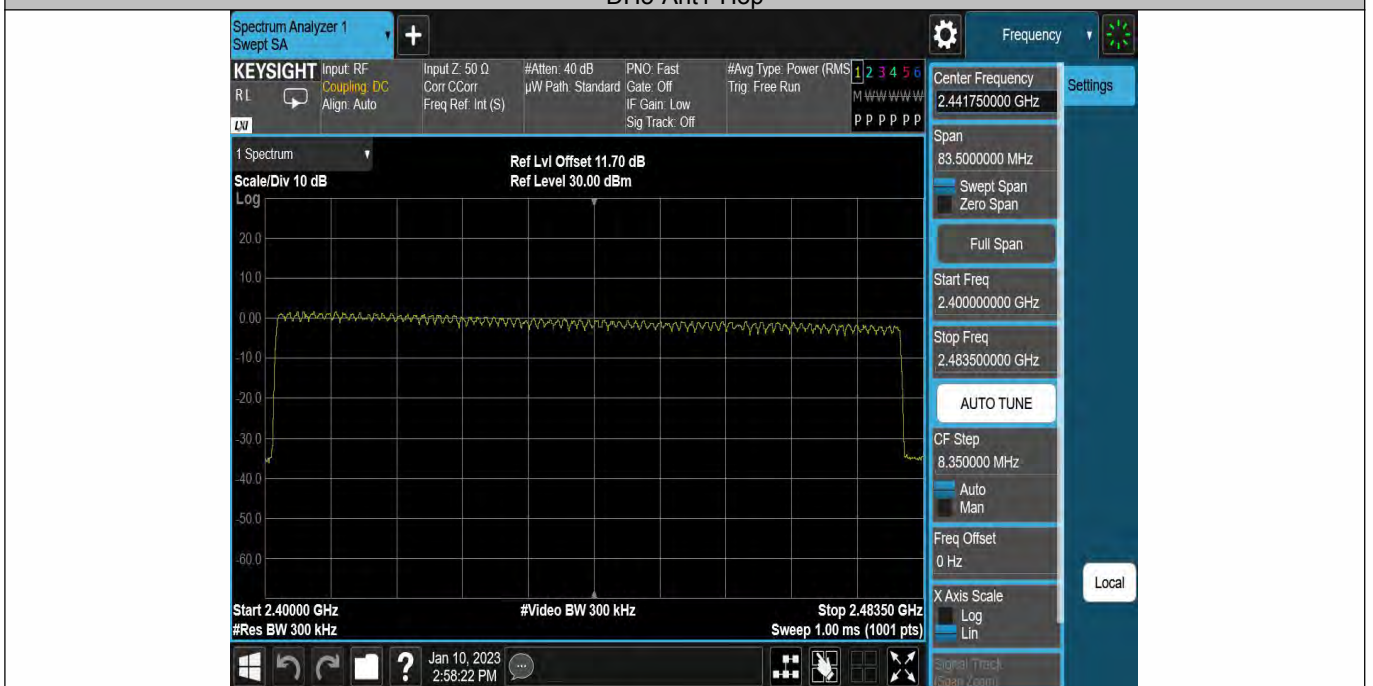 Spectrum Analyzer 1
Swept SA
Frequency
KEYSIGHT
RL
LXI
Input: RF
Coupling: DC
Align: Auto
Input Z: 50 Ω
Corr CCorr
Freq Ref: Int (S)
#Atten: 40 dB
µW Path: Standard
PNO: Fast
Gate: Off
IF Gain: Low
Sig Track: Off
#Avg Type: Power (RMS
Trig: Free Run
1 2 3 4 5 6
M W W W W W
P P P P P P
1 Spectrum
Scale/Div 10 dB
Log
Ref Lvl Offset 11.70 dB
Ref Level 30.00 dBm
20.0
10.0
0.00
-10.0
-20.0
-30.0
-40.0
-50.0
-60.0
Start 2.40000 GHz
#Res BW 300 kHz
#Video BW 300 kHz
Stop 2.48350 GHz
Sweep 1.00 ms (1001 pts)
Center Frequency
2.441750000 GHz
Settings
Span
83.5000000 MHz
Swept Span
Zero Span
Full Span
Start Freq
2.400000000 GHz
Stop Freq
2.483500000 GHz
AUTO TUNE
CF Step
8.350000 MHz
Auto
Man
Freq Offset
0 Hz
X Axis Scale
Log
Lin
Signal Track
(Span Zoom)
Local
?
Jan 10, 2023
2:58:22 PM